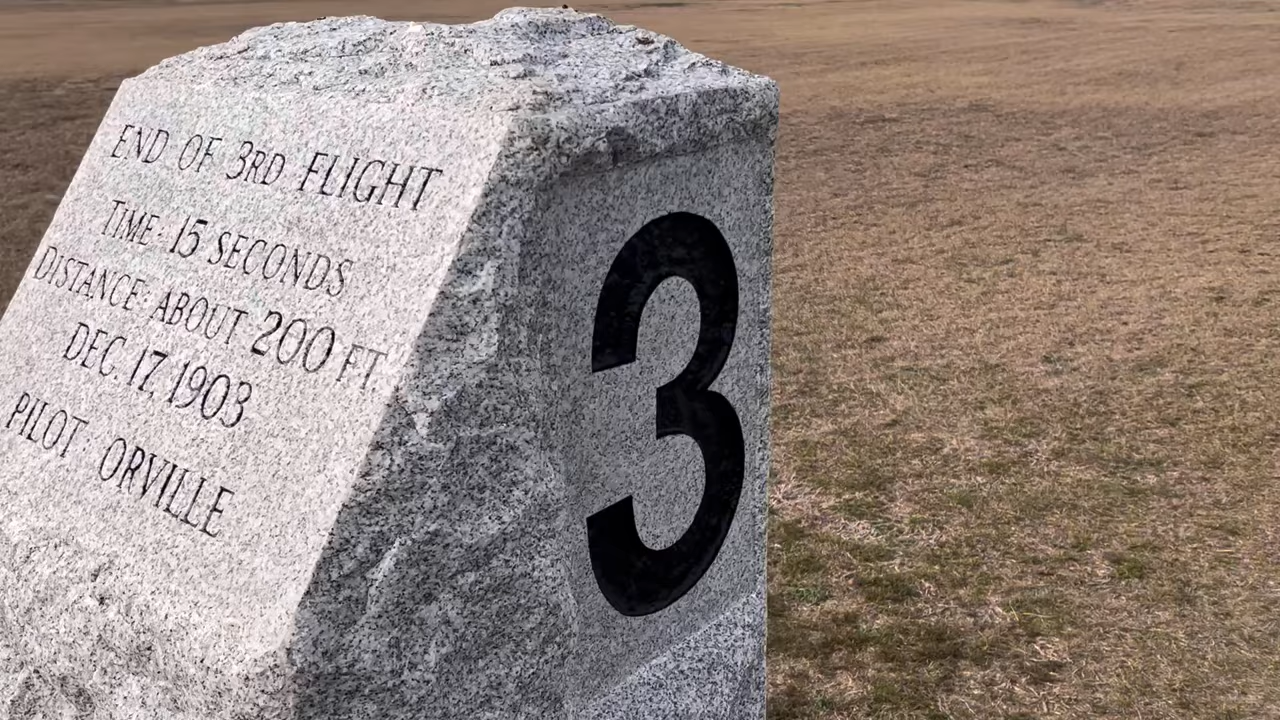 END OF 3RD FLIGHT
TIME: 15 SECONDS
DISTANCE: ABOUT 200 FT.
DEC. 17, 1903
PILOT: ORVILLE
3